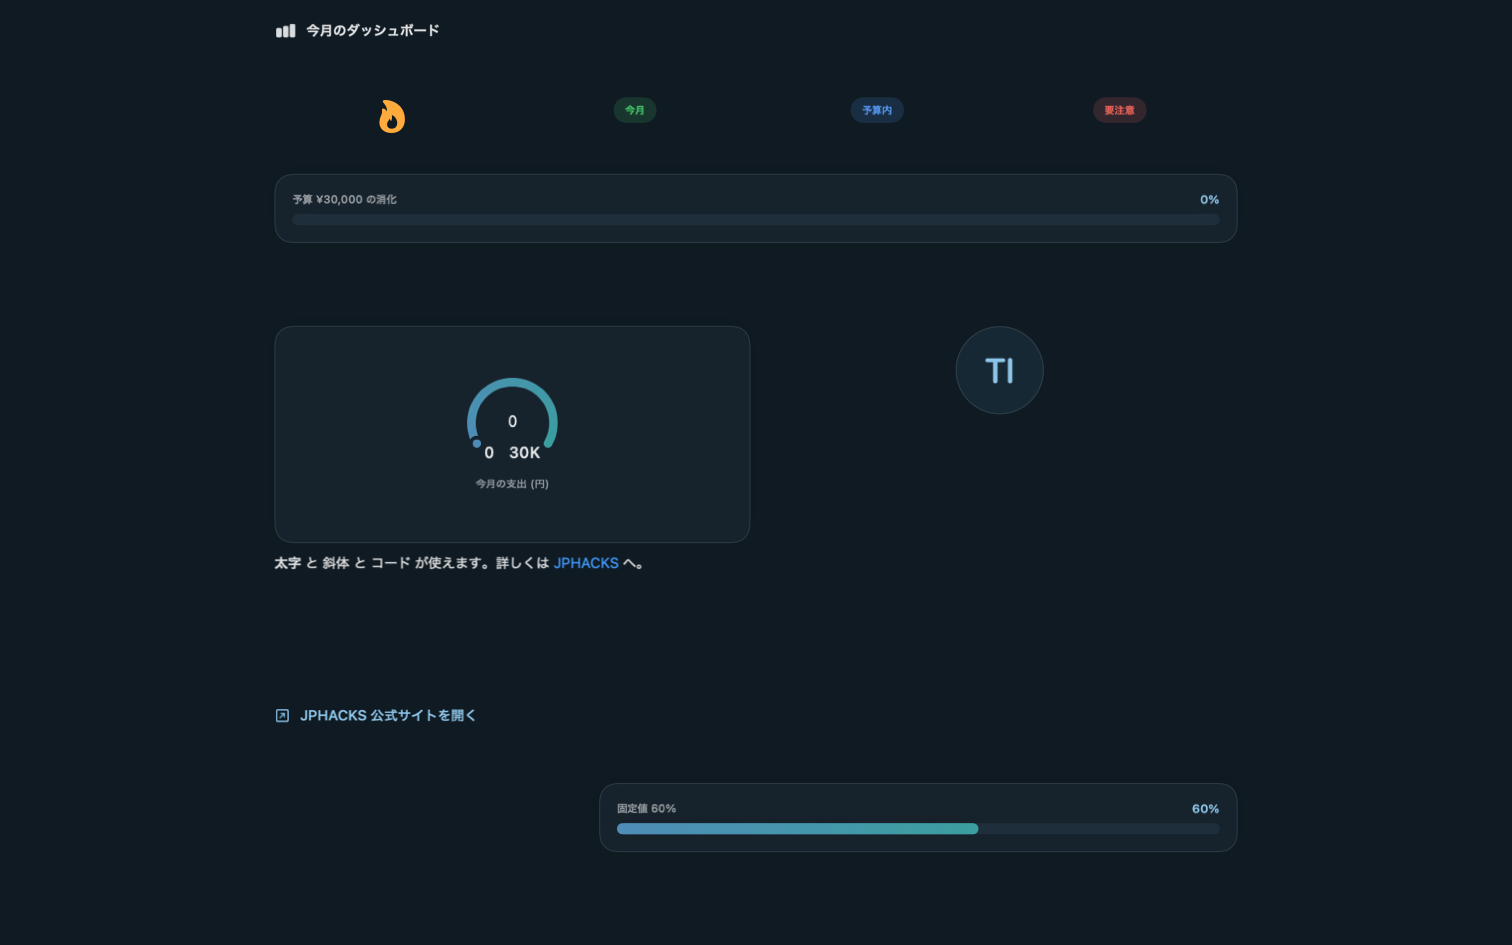 今月のダッシュボード
今月
予算内
要注意
予算 ¥30,000 の消化
0%
0
0 30K
今月の支出 (円)
TI
太字 と 斜体 と コード が使えます。詳しくは JPHACKS へ。
JPHACKS 公式サイトを開く
固定値 60%
60%